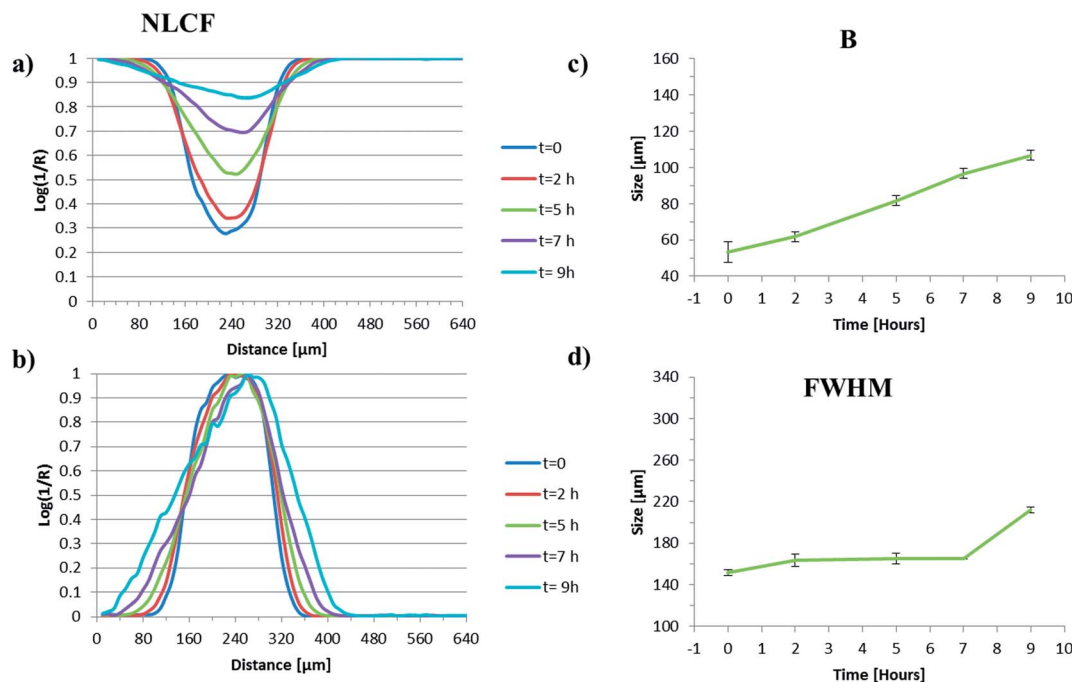 NLCF
a)
1
0.9
0.8
0.7
0.6
0.5
0.4
0.3
0.2
0.1
0
Log(1/R)
0 80 160 240 320 400 480 560 640
Distance [µm]
t=0
t=2 h
t=5 h
t=7 h
t= 9h
b)
1
0.9
0.8
0.7
0.6
0.5
0.4
0.3
0.2
0.1
0
Log(1/R)
0 80 160 240 320 400 480 560 640
Distance [µm]
t=0
t=2 h
t=5 h
t=7 h
t= 9h
c)
B
160
140
120
100
80
60
40
Size [µm]
-1 0 1 2 3 4 5 6 7 8 9 10
Time [Hours]
d)
FWHM
340
300
260
220
180
140
100
Size [µm]
-1 0 1 2 3 4 5 6 7 8 9 10
Time [Hours]